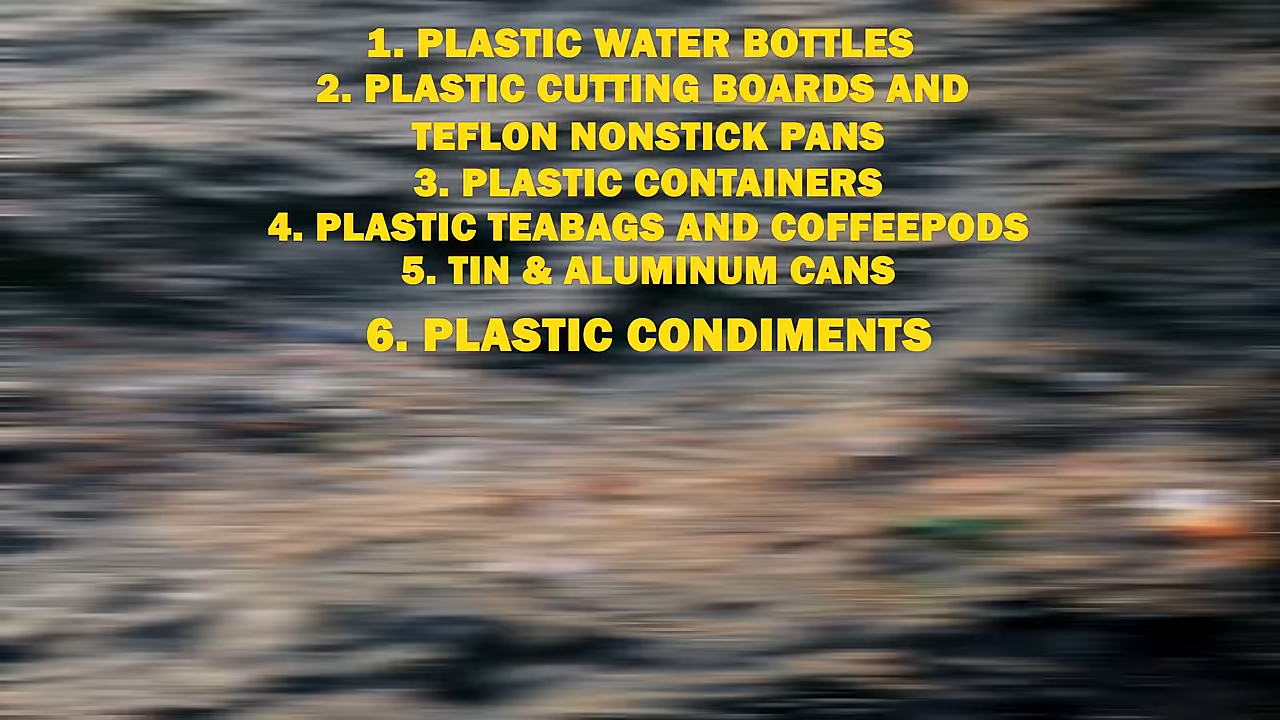 1. PLASTIC WATER BOTTLES
2. PLASTIC CUTTING BOARDS AND
TEFLON NONSTICK PANS
3. PLASTIC CONTAINERS
4. PLASTIC TEABAGS AND COFFEEPODS
5. TIN & ALUMINUM CANS
6. PLASTIC CONDIMENTS